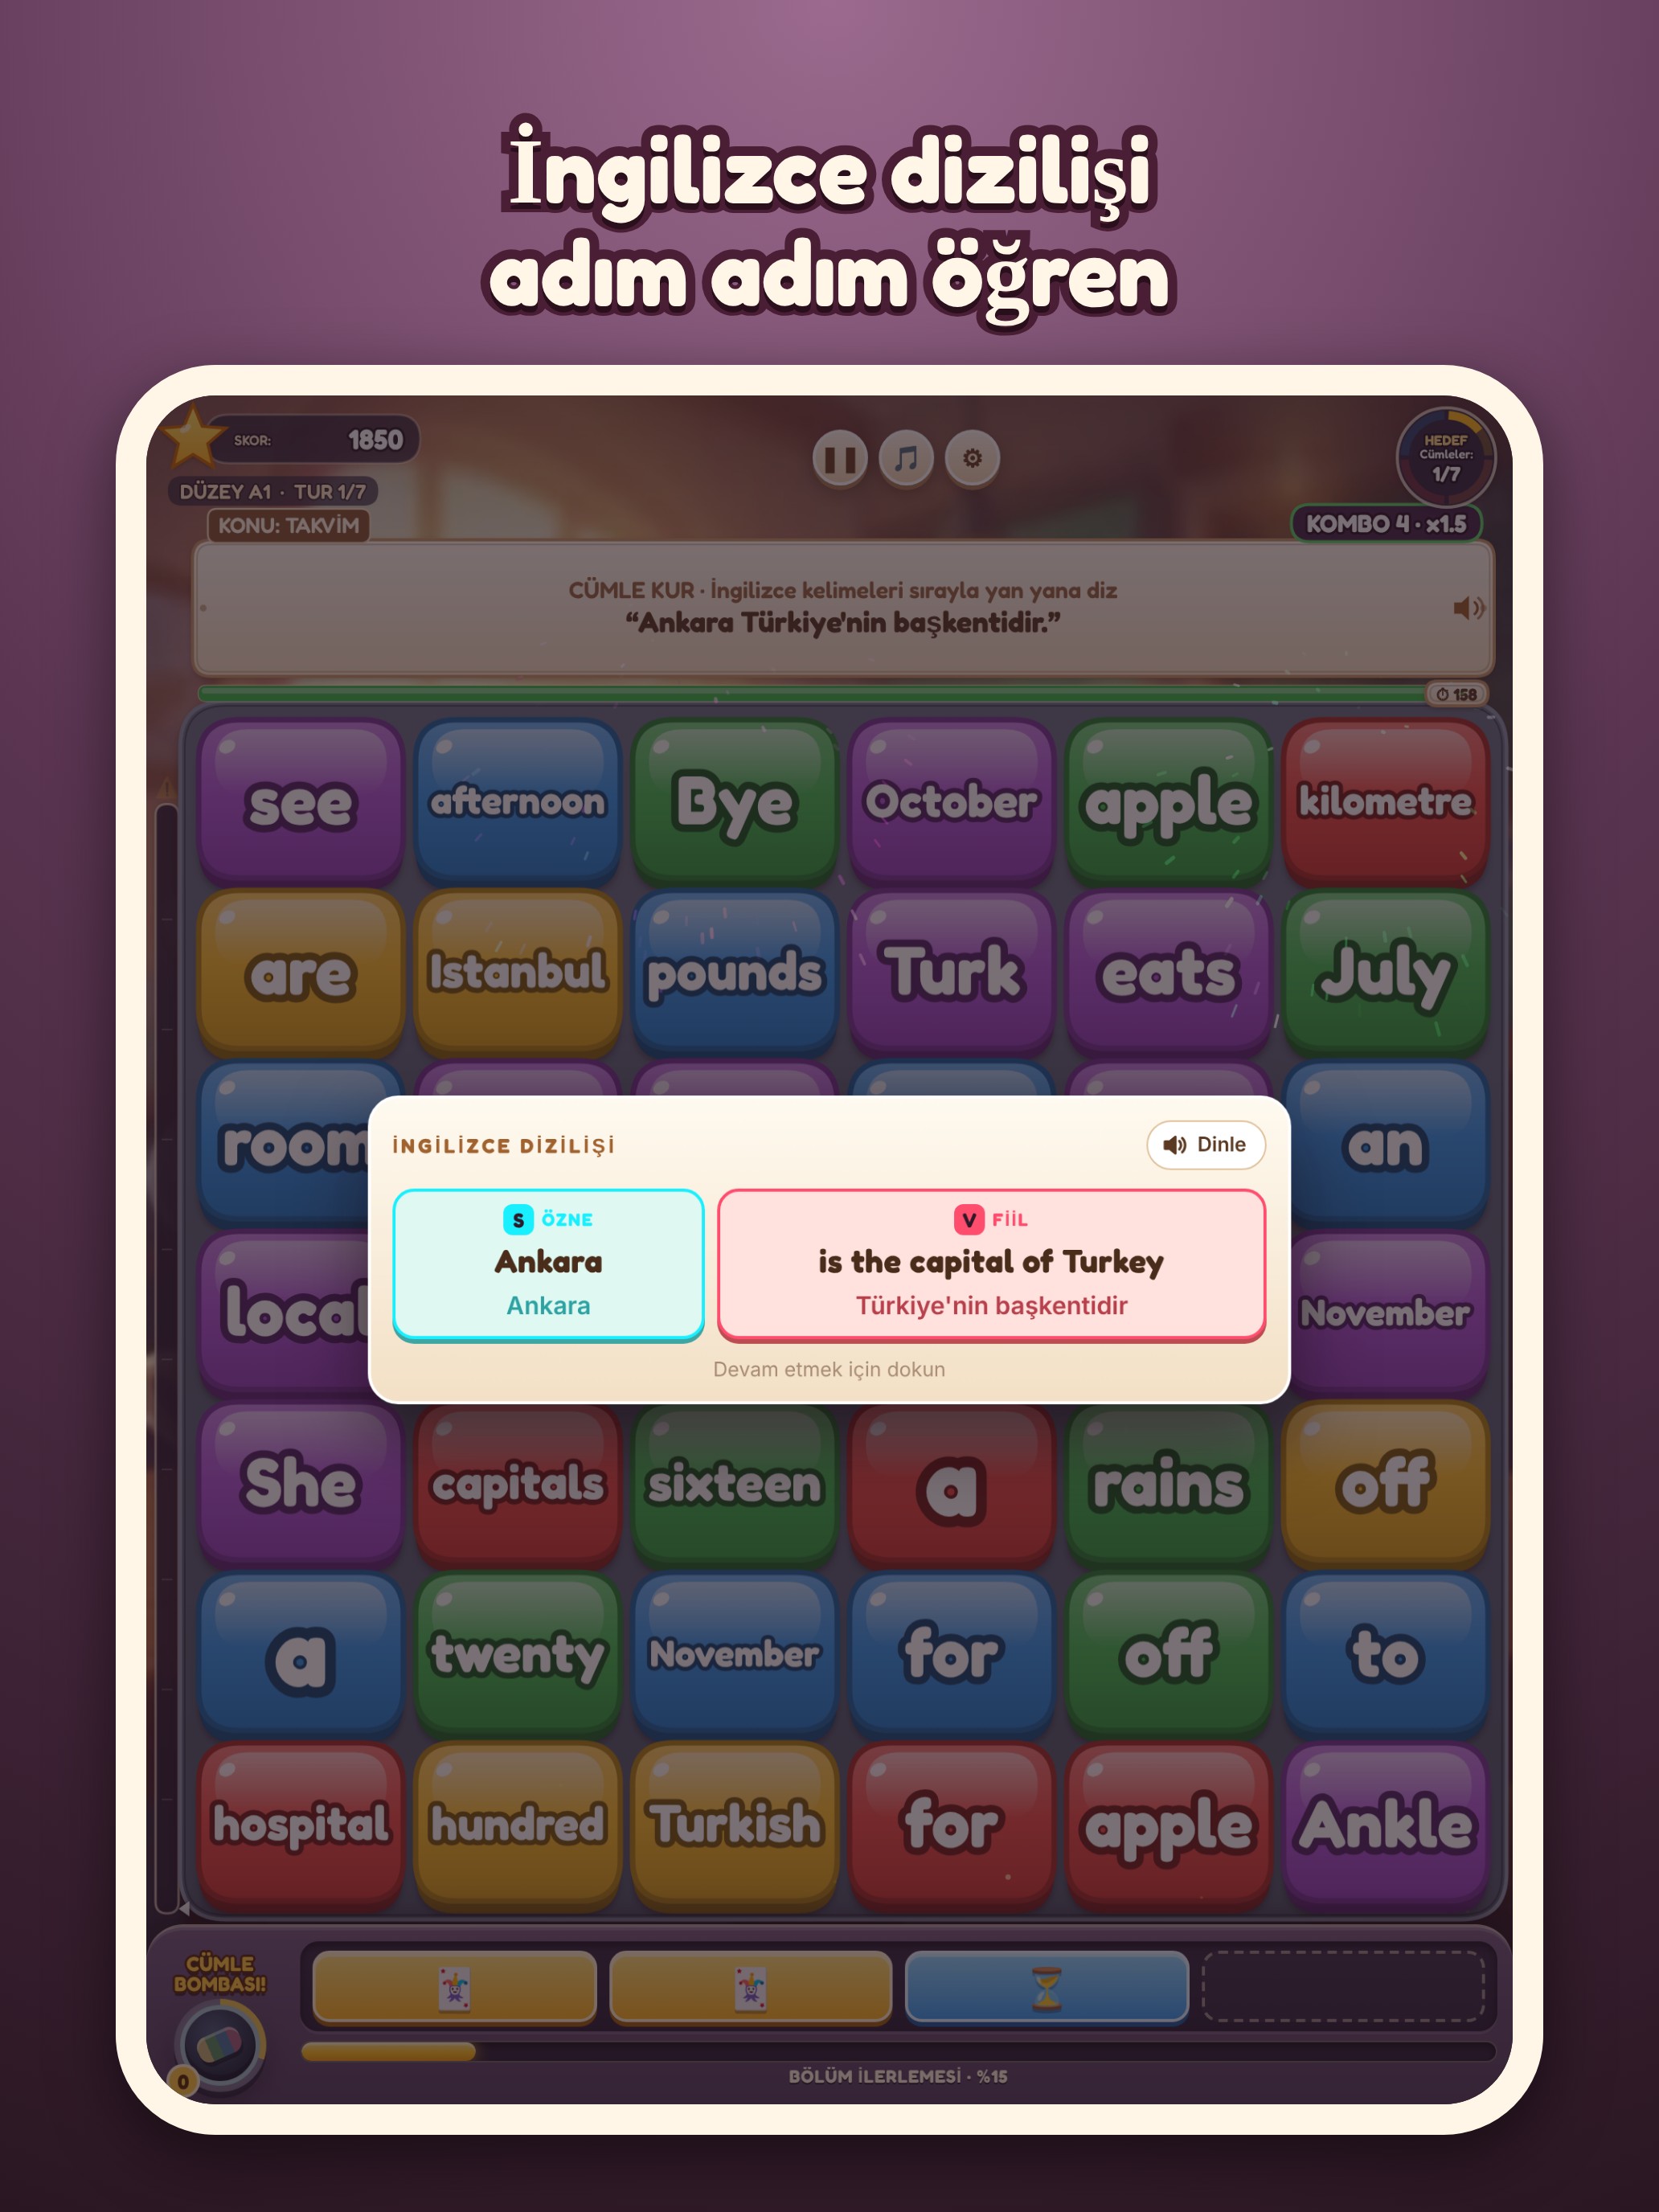 İngilizce dizilişi
adım adım öğren
SKOR: 1850
HEDEF
Cümleler:
1/7
DÜZEY A1 · TUR 1/7
KONU: TAKVİM
KOMBO 4 · x1.5
CÜMLE KUR · İngilizce kelimeleri sırayla yan yana diz
“Ankara Türkiye'nin başkentidir.”
158
see afternoon Bye October apple kilometre
are Istanbul pounds Turk eats July
room an
İNGİLİZCE DİZİLİŞİ
Dinle
S ÖZNE
Ankara
Ankara
V FİİL
is the capital of Turkey
Türkiye'nin başkentidir
Devam etmek için dokun
local November
She capitals sixteen a rains off
a twenty November for off to
hospital hundred Turkish for apple Ankle
CÜMLE
BOMBASI!
0
BÖLÜM İLERLEMESİ · %15